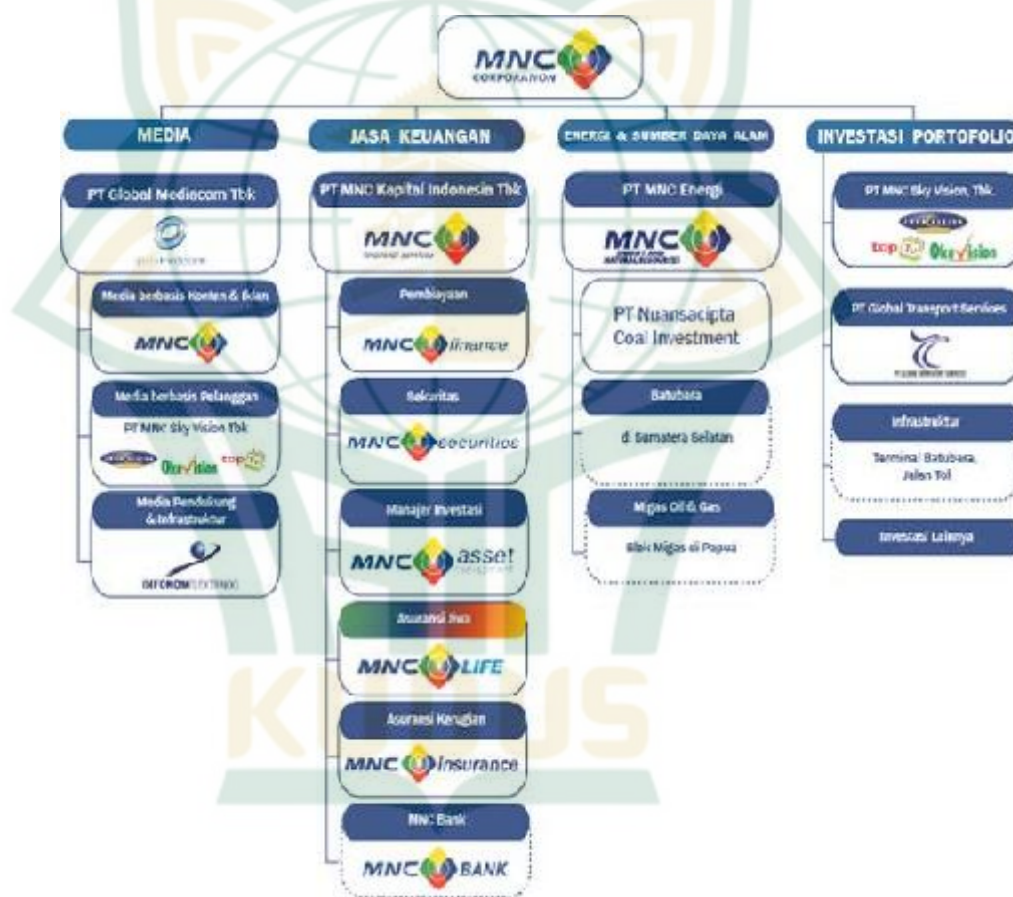 MNC
CORPORATION
MEDIA
PT Global Mediacom Tbk
Media berbasis Konten & Iklan
MNC
Media berbasis Pelanggan
PT MNC Sky Vision Tbk
OkeVision
top
Media Pendukung
& Infrastruktur
JASA KEUANGAN
PT MNC Kapital Indonesia Tbk
MNC
financial services
Pembiayaan
MNC finance
Sekuritas
MNC securities
Manajer Investasi
MNC asset
management
Asuransi Jiwa
MNC LIFE
Asuransi Kerugian
MNC insurance
MNC Bank
MNC BANK
ENERGI & SUMBER DAYA ALAM
PT MNC Energi
MNC
PT Nuansacipta
Coal Investment
Batubara
di Sumatera Selatan
Migas Oil & Gas
Blok Migas di Papua
INVESTASI PORTOFOLIO
PT MNC Sky Vision, Tbk
top OkeVision
PT Global Transport Services
Infrastruktur
Terminal Batubara,
Jalan Tol
Investasi Lainnya
KUDUS